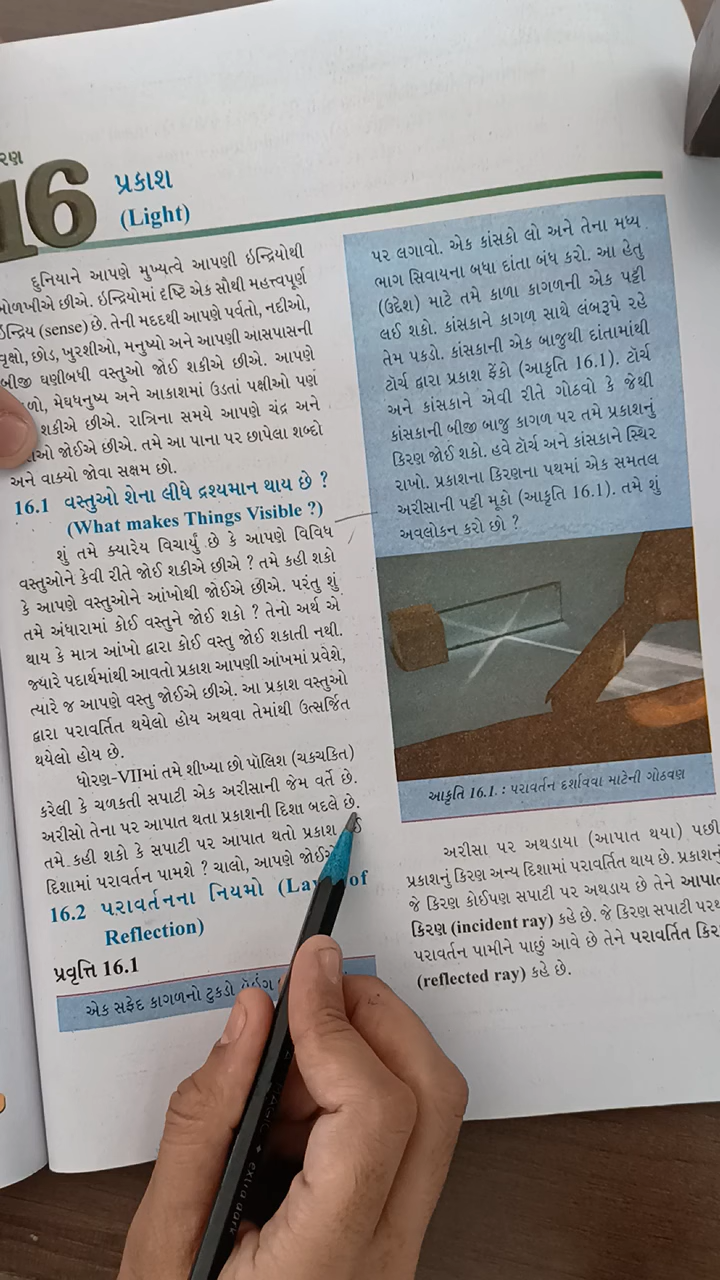 રણ
16
પ્રકાશ
(Light)
દુનિયાને આપણે મુખ્યત્વે આપણી ઇન્દ્રિયોથી
ઓળખીએ છીએ. ઇન્દ્રિયોમાં દૃષ્ટિ એક સૌથી મહત્ત્વપૂર્ણ
ઇન્દ્રિય (sense) છે. તેની મદદથી આપણે પર્વતો, નદીઓ,
વૃક્ષો, છોડ, ખુરશીઓ, મનુષ્યો અને આપણી આસપાસની
બીજી ઘણીબધી વસ્તુઓ જોઈ શકીએ છીએ. આપણે
મેઘધનુષ્ય અને આકાશમાં ઉડતાં પક્ષીઓ પણ
શકીએ છીએ. રાત્રિના સમયે આપણે ચંદ્ર અને
જોઈએ છીએ. તમે આ પાના પર છાપેલા શબ્દો
અને વાક્યો જોવા સક્ષમ છો.
16.1 વસ્તુઓ શેના લીધે દ્રશ્યમાન થાય છે ?
(What makes Things Visible ?)
શું તમે ક્યારેય વિચાર્યું છે કે આપણે વિવિધ
વસ્તુઓને કેવી રીતે જોઈ શકીએ છીએ ? તમે કહી શકો
કે આપણે વસ્તુઓને આંખોથી જોઈએ છીએ. પરંતુ શું
તમે અંધારામાં કોઈ વસ્તુને જોઈ શકો ? તેનો અર્થ એ
થાય કે માત્ર આંખો દ્વારા કોઈ વસ્તુ જોઈ શકાતી નથી.
જ્યારે પદાર્થમાંથી આવતો પ્રકાશ આપણી આંખમાં પ્રવેશે,
ત્યારે જ આપણે વસ્તુ જોઈએ છીએ. આ પ્રકાશ વસ્તુઓ
દ્વારા પરાવર્તિત થયેલો હોય અથવા તેમાંથી ઉત્સર્જિત
થયેલો હોય છે.
ધોરણ-VIIમાં તમે શીખ્યા છો પૉલિશ (ચકચકિત)
કરેલી કે ચળકતી સપાટી એક અરીસાની જેમ વર્તે છે.
અરીસો તેના પર આપાત થતા પ્રકાશની દિશા બદલે છે.
તમે કહી શકો કે સપાટી પર આપાત થતો પ્રકાશ
દિશામાં પરાવર્તન પામશે ? ચાલો, આપણે જોઈએ
16.2 પરાવર્તનના નિયમો (Laws of
Reflection)
પ્રવૃત્તિ 16.1
એક સફેદ કાગળનો ટુકડો ડ્રૉઇંગ
પર લગાવો. એક કાંસકો લો અને તેના મધ્ય
ભાગ સિવાયના બધા દાંતા બંધ કરો. આ હેતુ
(ઉદેશ) માટે તમે કાળા કાગળની એક પટ્ટી
લઈ શકો. કાંસકાને કાગળ સાથે લંબરૂપે રહે
તેમ પકડો. કાંસકાની એક બાજુથી દાંતામાંથી
ટૉર્ચ દ્વારા પ્રકાશ ફેંકો (આકૃતિ 16.1). ટૉર્ચ
અને કાંસકાને એવી રીતે ગોઠવો કે જેથી
કાંસકાની બીજી બાજુ કાગળ પર તમે પ્રકાશનું
કિરણ જોઈ શકો. હવે ટૉર્ચ અને કાંસકાને સ્થિર
રાખો. પ્રકાશના કિરણના પથમાં એક સમતલ
અરીસાની પટ્ટી મૂકો (આકૃતિ 16.1). તમે શું
અવલોકન કરો છો ?
આકૃતિ 16.1. : પરાવર્તન દર્શાવવા માટેની ગોઠવણ
અરીસા પર અથડાયા (આપાત થયા) પછી
પ્રકાશનું કિરણ અન્ય દિશામાં પરાવર્તિત થાય છે. પ્રકાશનું
જે કિરણ કોઈપણ સપાટી પર અથડાય છે તેને આપાત
કિરણ (incident ray) કહે છે. જે કિરણ સપાટી પરથી
પરાવર્તન પામીને પાછું આવે છે તેને પરાવર્તિત કિર
(reflected ray) કહે છે.
extra dark